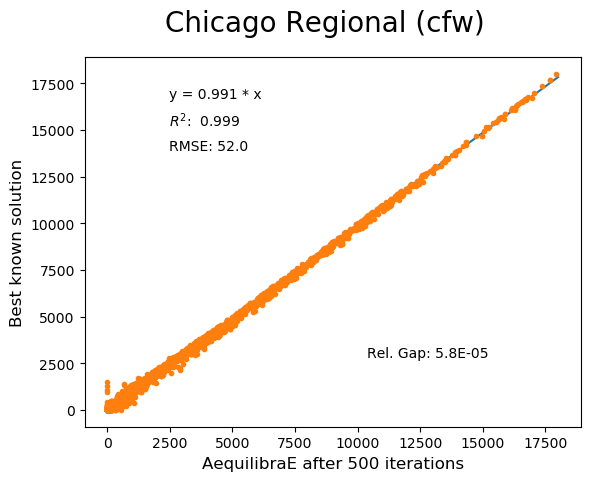 Chicago Regional (cfw)
y = 0.991 * x
R²: 0.999
RMSE: 52.0
Rel. Gap: 5.8E-05
Best known solution
17500
15000
12500
10000
7500
5000
2500
0
0 2500 5000 7500 10000 12500 15000 17500
AequilibraE after 500 iterations